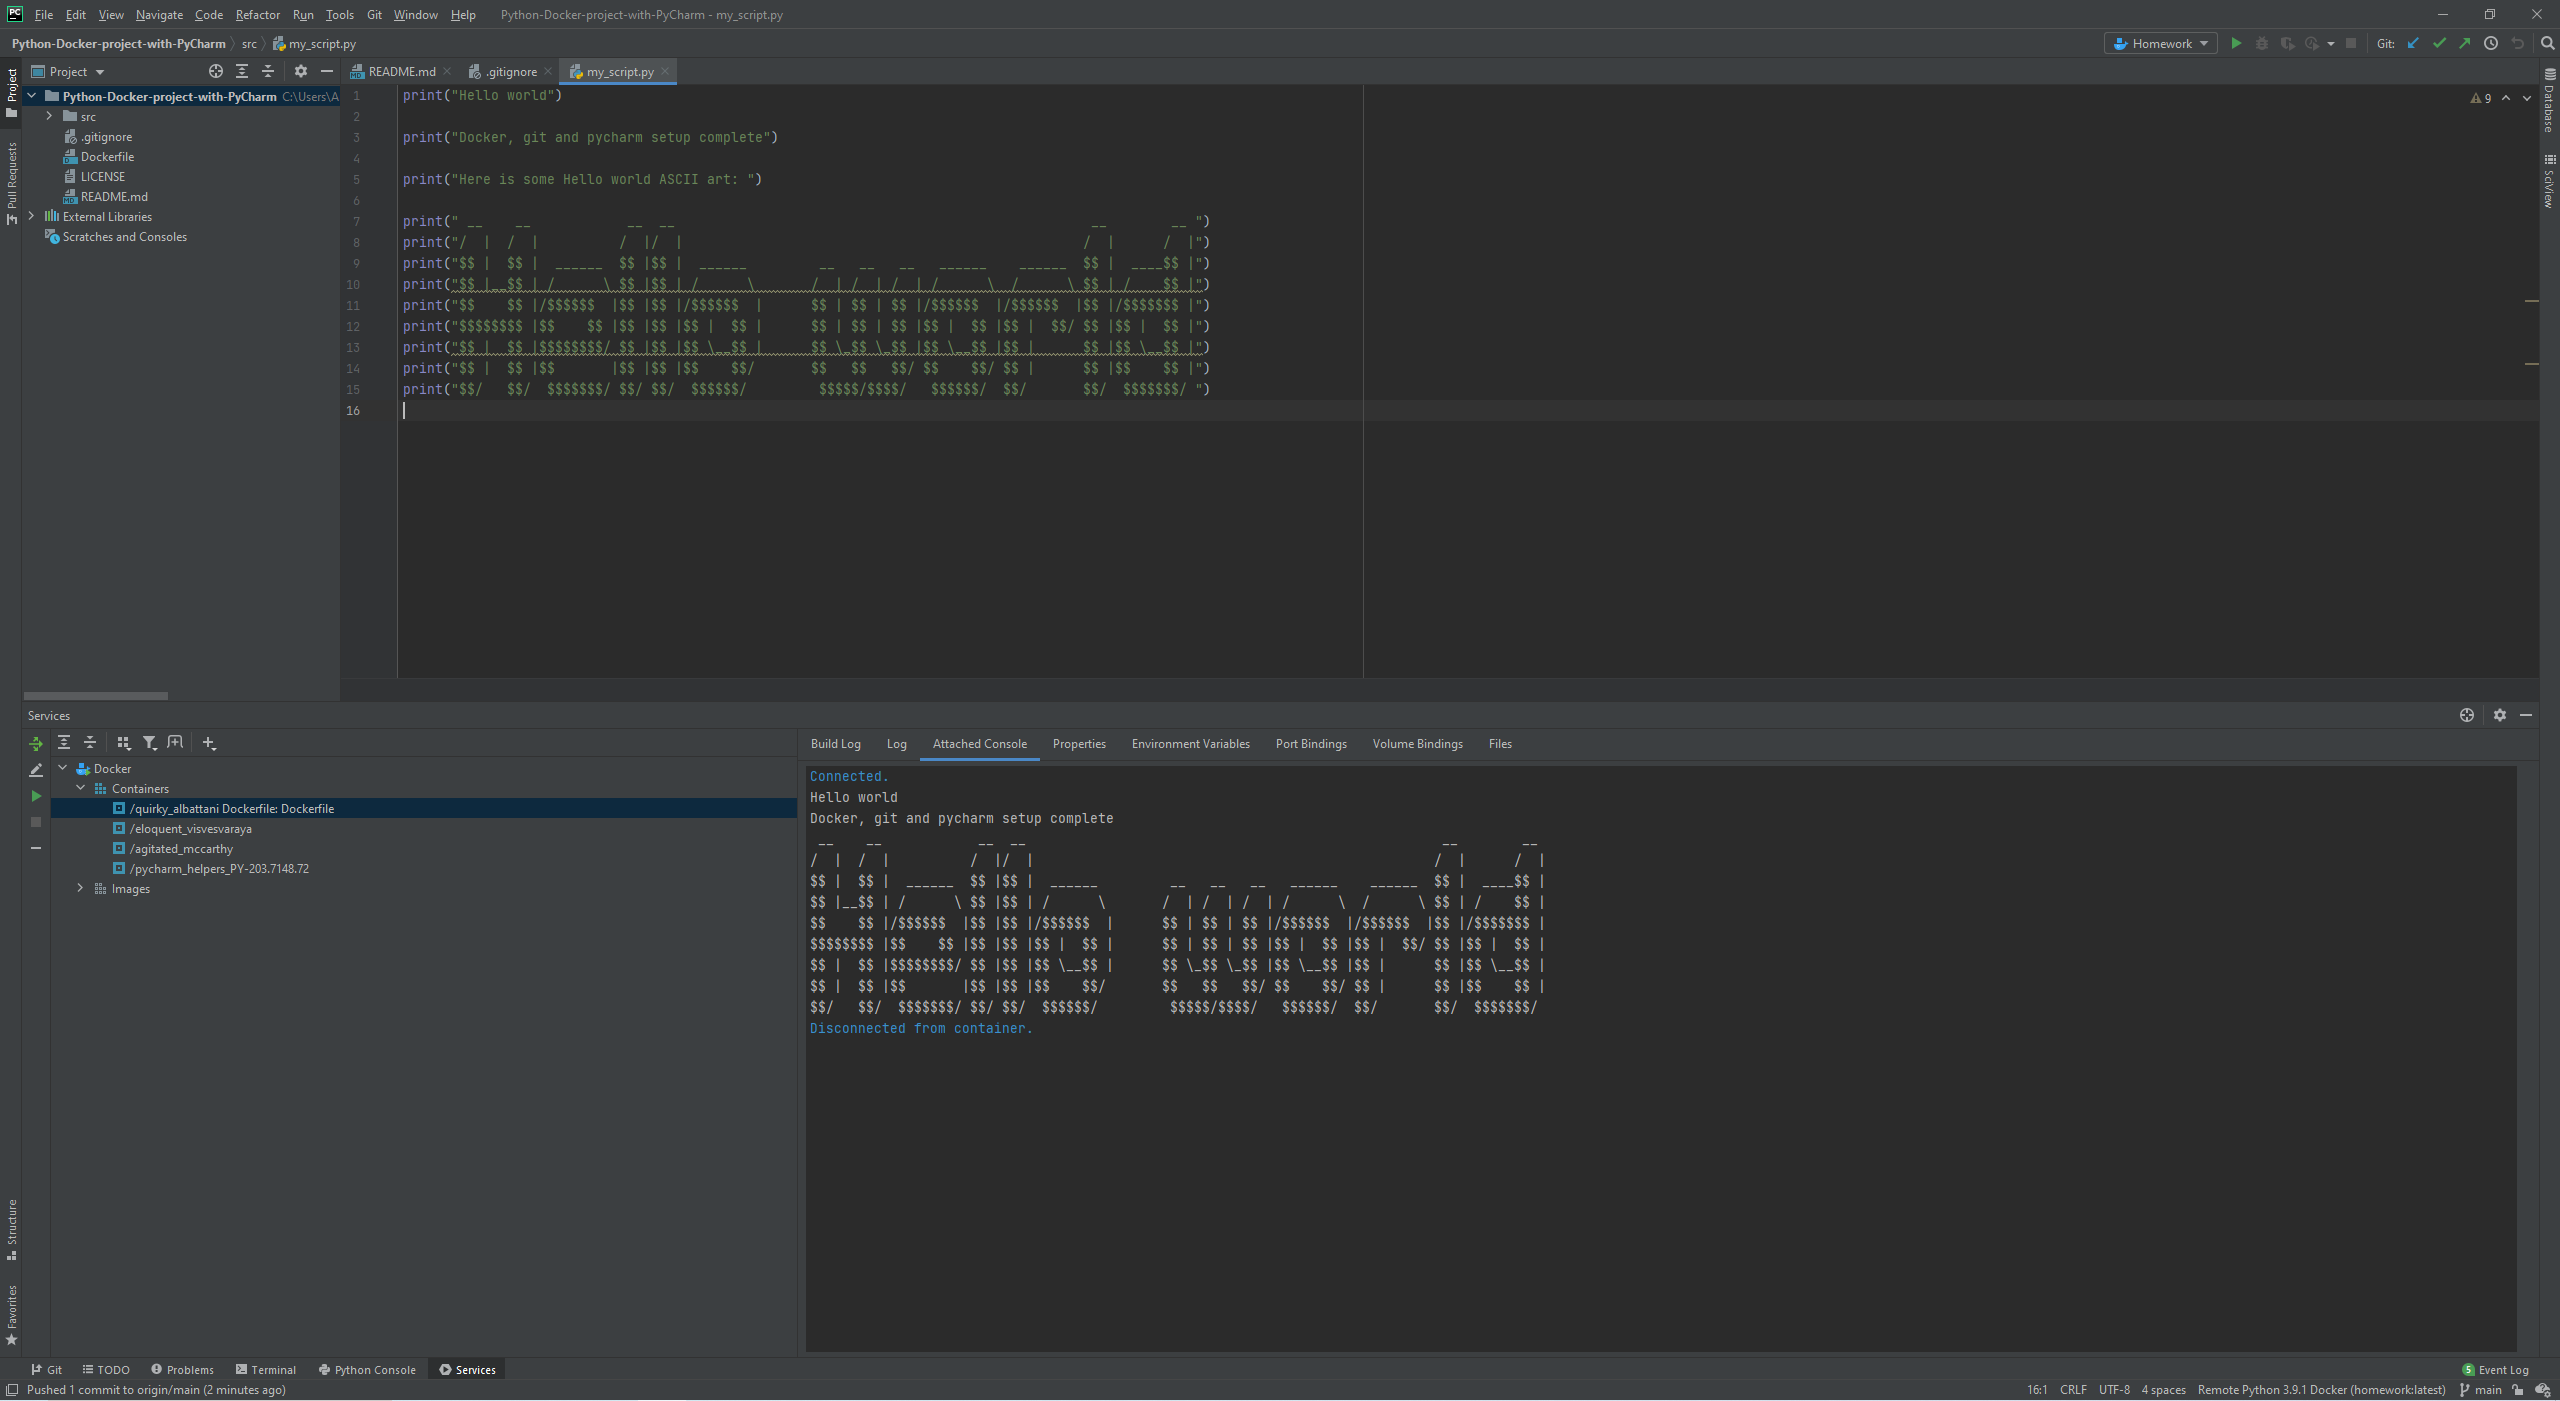 PC File Edit View Navigate Code Refactor Run Tools Git Window Help Python-Docker-project-with-PyCharm - my_script.py
Python-Docker-project-with-PyCharm src my_script.py Homework Git:
Project README.md .gitignore my_script.py
Project
Pull Requests
Python-Docker-project-with-PyCharm C:\Users\A
src
.gitignore
Dockerfile
LICENSE
README.md
External Libraries
Scratches and Consoles
9
Database
SciView
1 print("Hello world")
2
3 print("Docker, git and pycharm setup complete")
4
5 print("Here is some Hello world ASCII art: ")
6
7 print(" __    __            __  __                                                    __        __ ")
8 print("/  |  /  |          /  |/  |                                                  /  |      /  |")
9 print("$$ |  $$ |  ______  $$ |$$ |  ______         __   __   __   ______    ______  $$ |  ____$$ |")
10 print("$$ |__$$ | /      \ $$ |$$ | /      \       /  | /  | /  | /      \  /      \ $$ | /    $$ |")
11 print("$$    $$ |/$$$$$$  |$$ |$$ |/$$$$$$  |      $$ | $$ | $$ |/$$$$$$  |/$$$$$$  |$$ |/$$$$$$$ |")
12 print("$$$$$$$$ |$$    $$ |$$ |$$ |$$ |  $$ |      $$ | $$ | $$ |$$ |  $$ |$$ |  $$/ $$ |$$ |  $$ |")
13 print("$$ |  $$ |$$$$$$$$/ $$ |$$ |$$ \__$$ |      $$ \_$$ \_$$ |$$ \__$$ |$$ |      $$ |$$ \__$$ |")
14 print("$$ |  $$ |$$       |$$ |$$ |$$    $$/       $$   $$   $$/ $$    $$/ $$ |      $$ |$$    $$ |")
15 print("$$/   $$/  $$$$$$$/ $$/ $$/  $$$$$$/         $$$$$/$$$$/   $$$$$$/  $$/       $$/  $$$$$$$/ ")
16
Services
Docker
Containers
/quirky_albattani Dockerfile: Dockerfile
/eloquent_visvesvaraya
/agitated_mccarthy
/pycharm_helpers_PY-203.7148.72
Images
Build Log Log Attached Console Properties Environment Variables Port Bindings Volume Bindings Files
Connected.
Hello world
Docker, git and pycharm setup complete
 __    __            __  __                                                    __        __
/  |  /  |          /  |/  |                                                  /  |      /  |
$$ |  $$ |  ______  $$ |$$ |  ______         __   __   __   ______    ______  $$ |  ____$$ |
$$ |__$$ | /      \ $$ |$$ | /      \       /  | /  | /  | /      \  /      \ $$ | /    $$ |
$$    $$ |/$$$$$$  |$$ |$$ |/$$$$$$  |      $$ | $$ | $$ |/$$$$$$  |/$$$$$$  |$$ |/$$$$$$$ |
$$$$$$$$ |$$    $$ |$$ |$$ |$$ |  $$ |      $$ | $$ | $$ |$$ |  $$ |$$ |  $$/ $$ |$$ |  $$ |
$$ |  $$ |$$$$$$$$/ $$ |$$ |$$ \__$$ |      $$ \_$$ \_$$ |$$ \__$$ |$$ |      $$ |$$ \__$$ |
$$ |  $$ |$$       |$$ |$$ |$$    $$/       $$   $$   $$/ $$    $$/ $$ |      $$ |$$    $$ |
$$/   $$/  $$$$$$$/ $$/ $$/  $$$$$$/         $$$$$/$$$$/   $$$$$$/  $$/       $$/  $$$$$$$/
Disconnected from container.
Structure
Favorites
Git TODO Problems Terminal Python Console Services 5 Event Log
Pushed 1 commit to origin/main (2 minutes ago) 16:1 CRLF UTF-8 4 spaces Remote Python 3.9.1 Docker (homework:latest) main